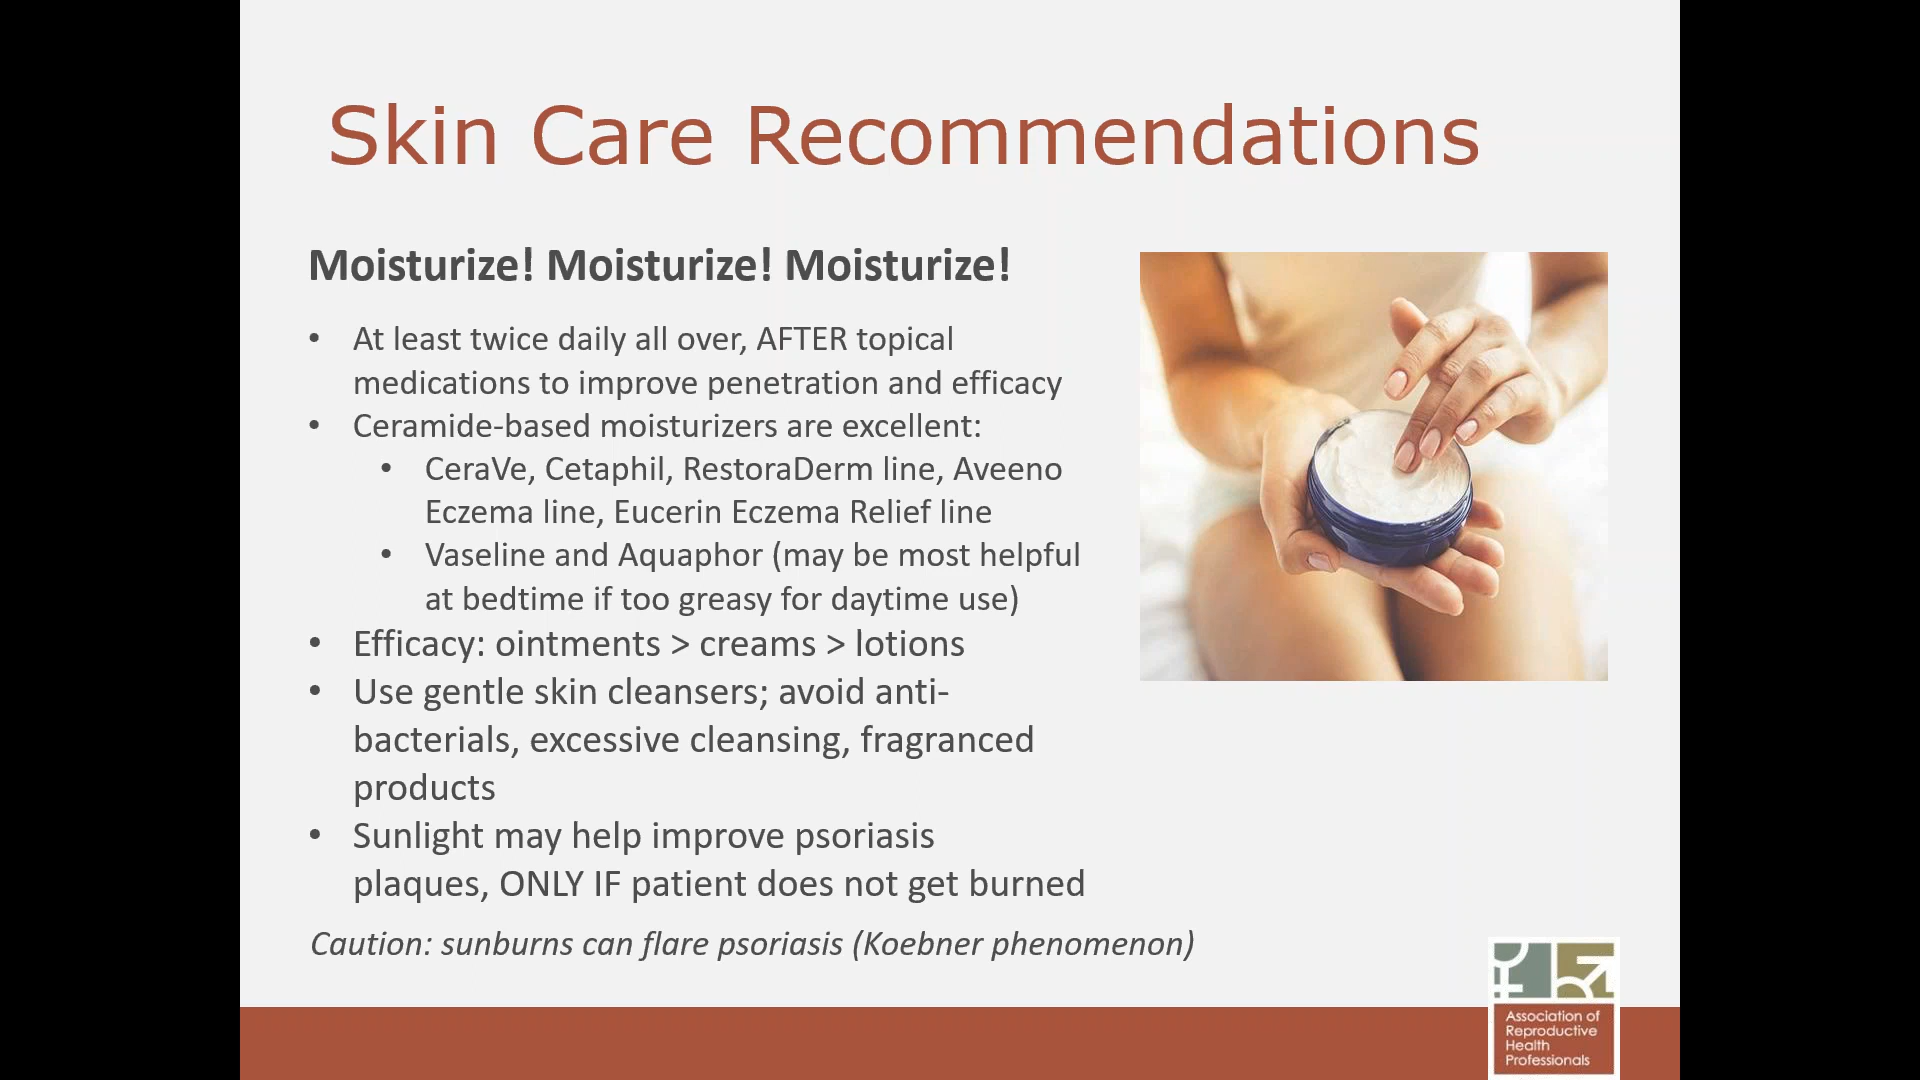 Skin Care Recommendations
Moisturize! Moisturize! Moisturize!
• At least twice daily all over, AFTER topical
medications to improve penetration and efficacy
• Ceramide-based moisturizers are excellent:
• CeraVe, Cetaphil, RestoraDerm line, Aveeno
Eczema line, Eucerin Eczema Relief line
• Vaseline and Aquaphor (may be most helpful
at bedtime if too greasy for daytime use)
• Efficacy: ointments > creams > lotions
• Use gentle skin cleansers; avoid anti-
bacterials, excessive cleansing, fragranced
products
• Sunlight may help improve psoriasis
plaques, ONLY IF patient does not get burned
Caution: sunburns can flare psoriasis (Koebner phenomenon)
Association of
Reproductive
Health
Professionals